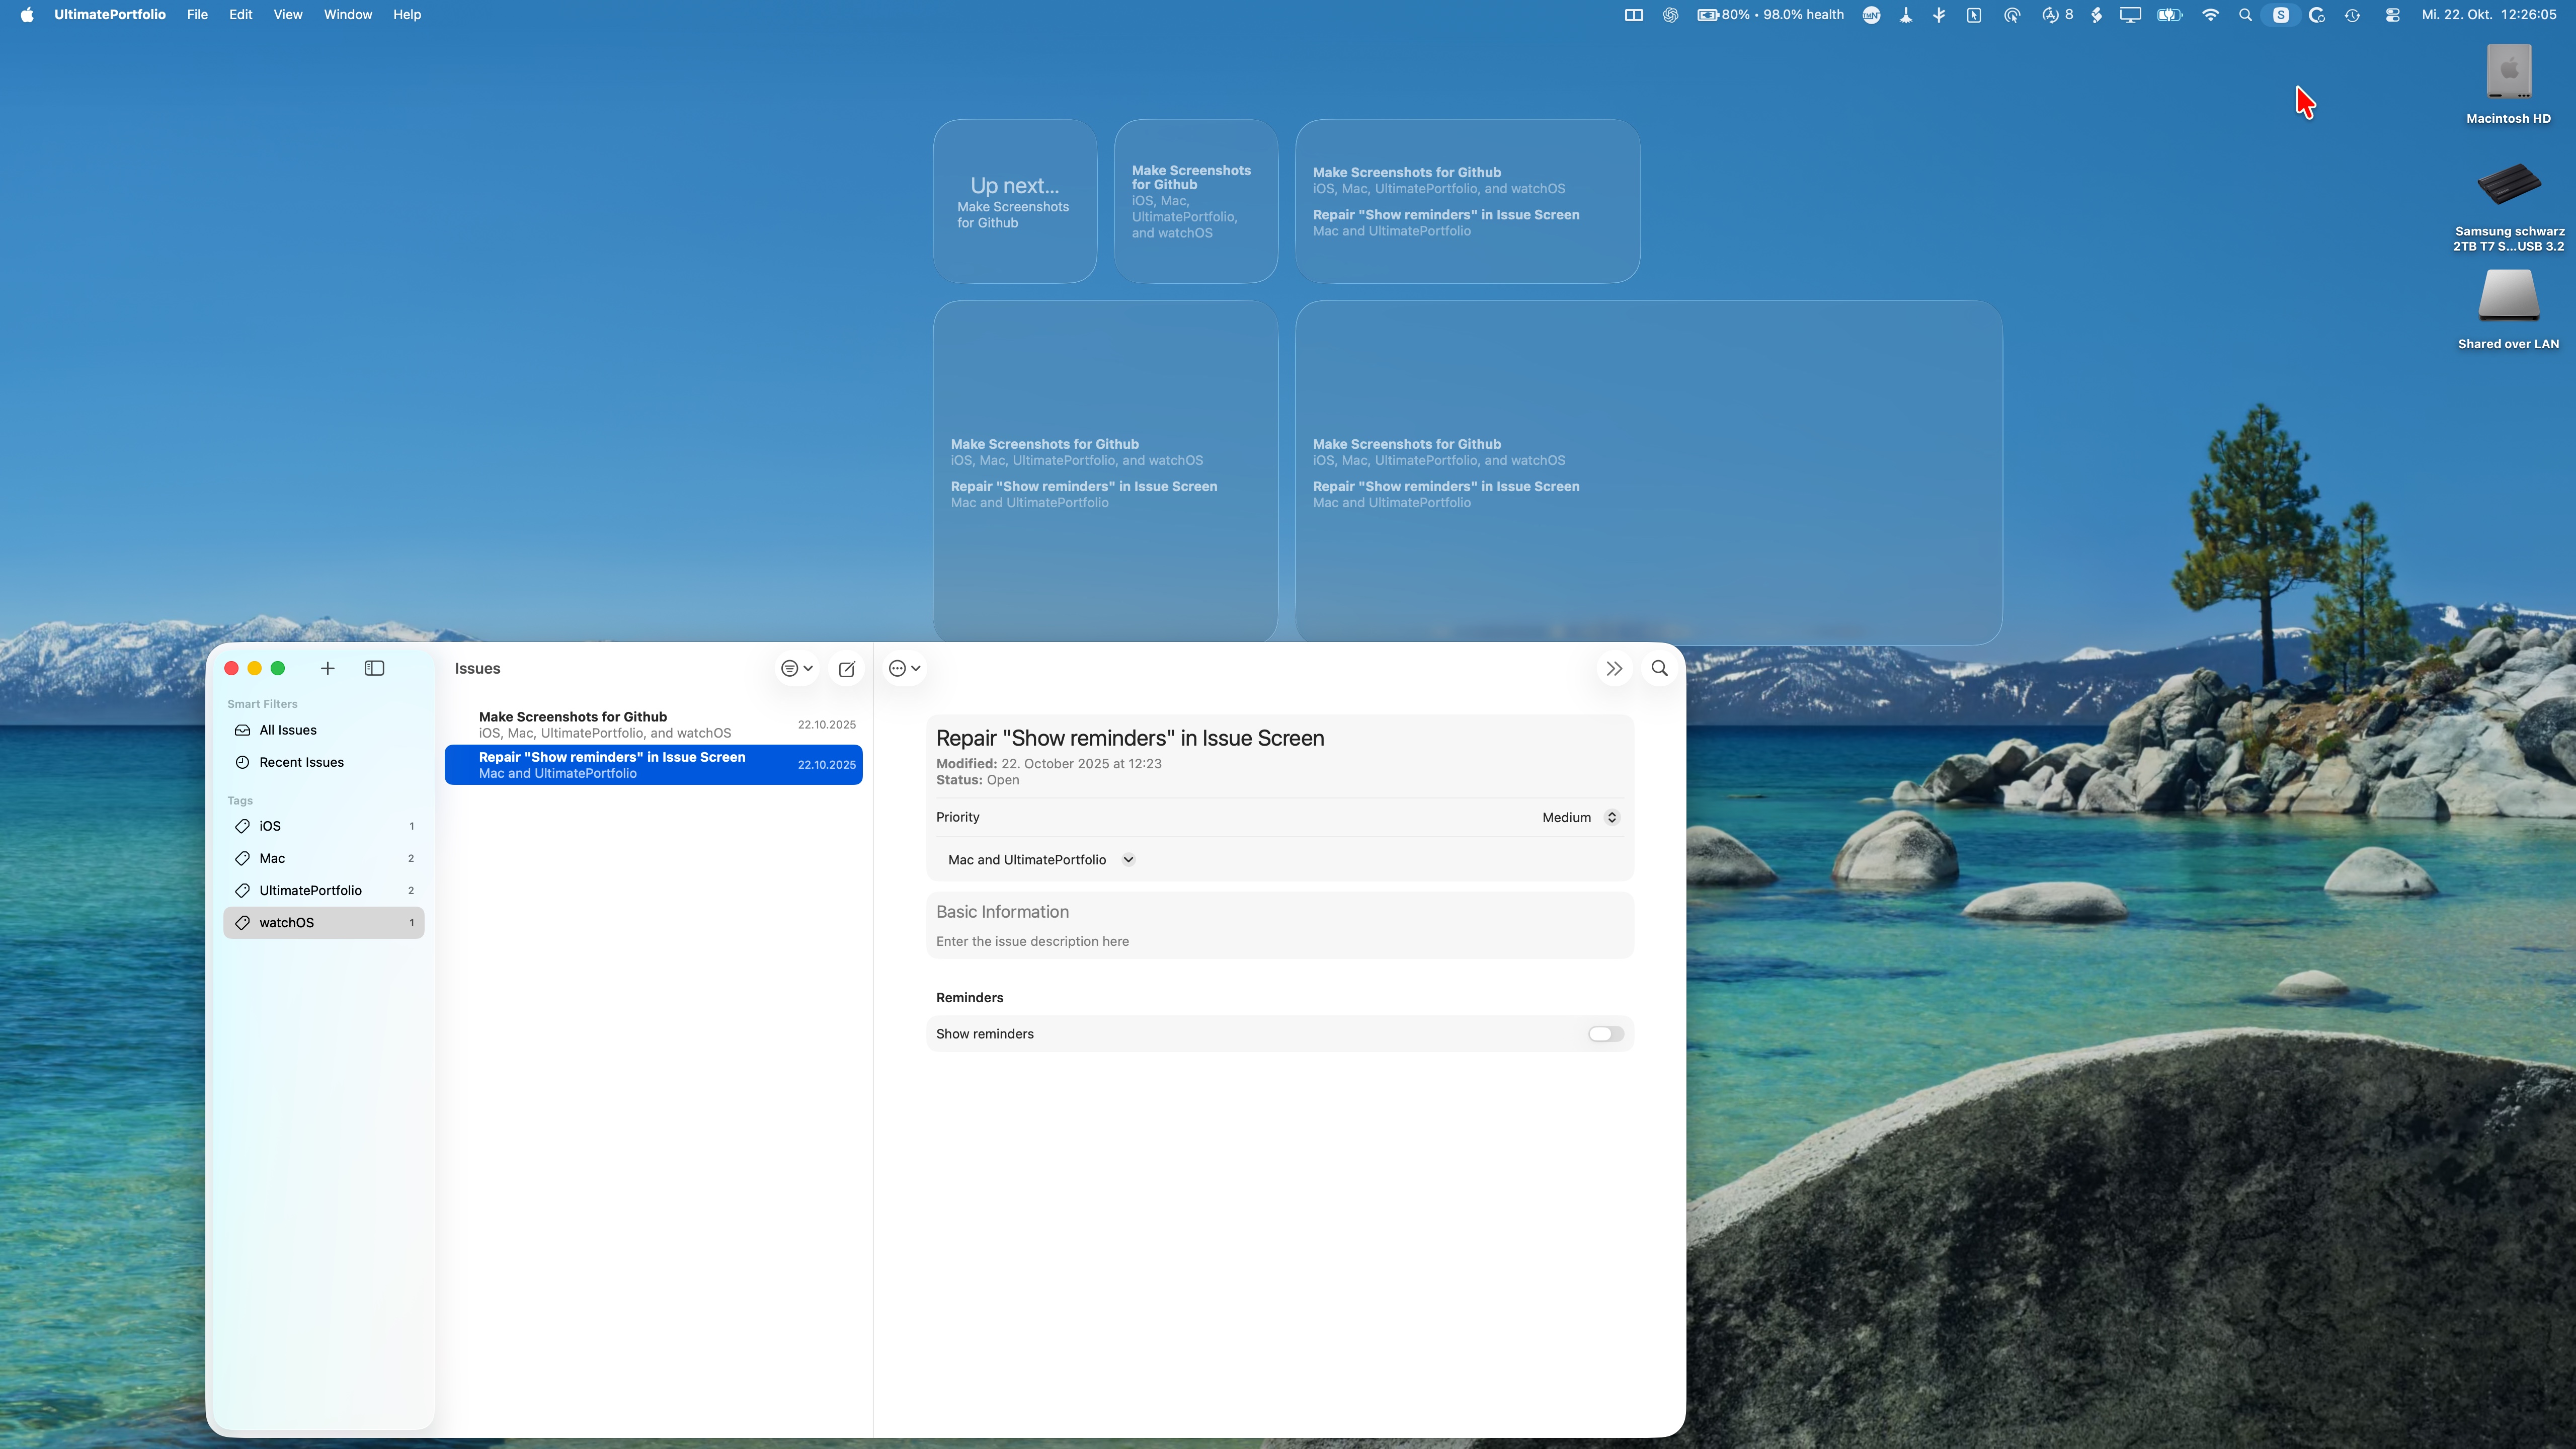 UltimatePortfolio File Edit View Window Help
80% • 98.0% health
8
S
Mi. 22. Okt. 12:26:05
Macintosh HD
Samsung schwarz
2TB T7 S...USB 3.2
Shared over LAN
Up next...
Make Screenshots
for Github
Make Screenshots
for Github
iOS, Mac,
UltimatePortfolio,
and watchOS
Make Screenshots for Github
iOS, Mac, UltimatePortfolio, and watchOS
Repair "Show reminders" in Issue Screen
Mac and UltimatePortfolio
Make Screenshots for Github
iOS, Mac, UltimatePortfolio, and watchOS
Repair "Show reminders" in Issue Screen
Mac and UltimatePortfolio
Make Screenshots for Github
iOS, Mac, UltimatePortfolio, and watchOS
Repair "Show reminders" in Issue Screen
Mac and UltimatePortfolio
Smart Filters
All Issues
Recent Issues
Tags
iOS 1
Mac 2
UltimatePortfolio 2
watchOS 1
Issues
Make Screenshots for Github
iOS, Mac, UltimatePortfolio, and watchOS
22.10.2025
Repair "Show reminders" in Issue Screen
Mac and UltimatePortfolio
22.10.2025
Repair "Show reminders" in Issue Screen
Modified: 22. October 2025 at 12:23
Status: Open
Priority Medium
Mac and UltimatePortfolio
Basic Information
Enter the issue description here
Reminders
Show reminders